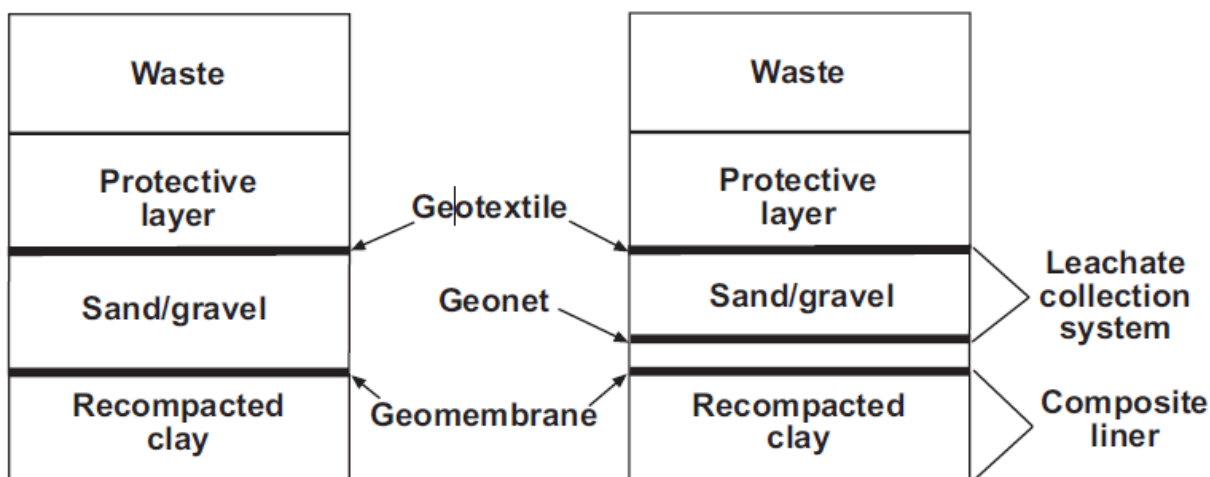 Waste
Protective
layer
Sand/gravel
Recompacted
clay
Geotextile
Geonet
Geomembrane
Waste
Protective
layer
Sand/gravel
Recompacted
clay
Leachate
collection
system
Composite
liner